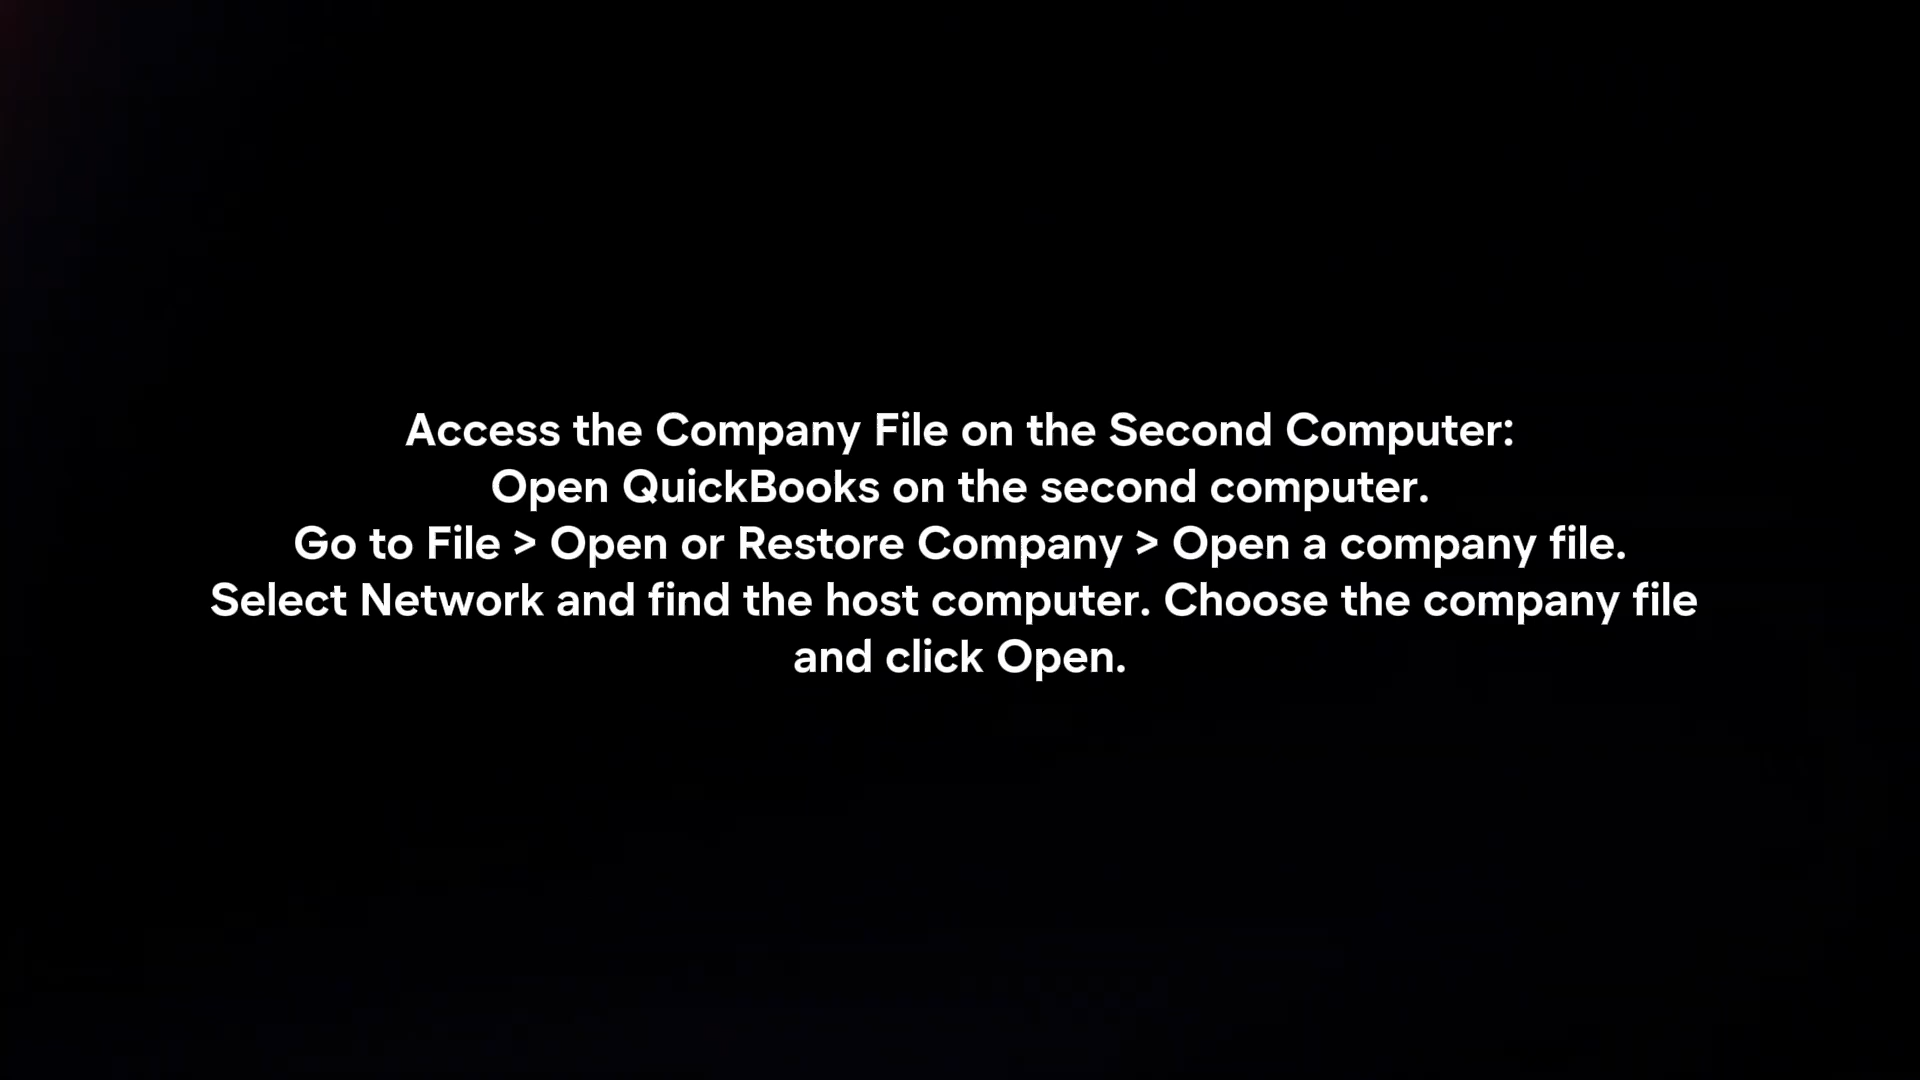 Access the Company File on the Second Computer:
Open QuickBooks on the second computer.
Go to File > Open or Restore Company > Open a company file.
Select Network and find the host computer. Choose the company file
and click Open.